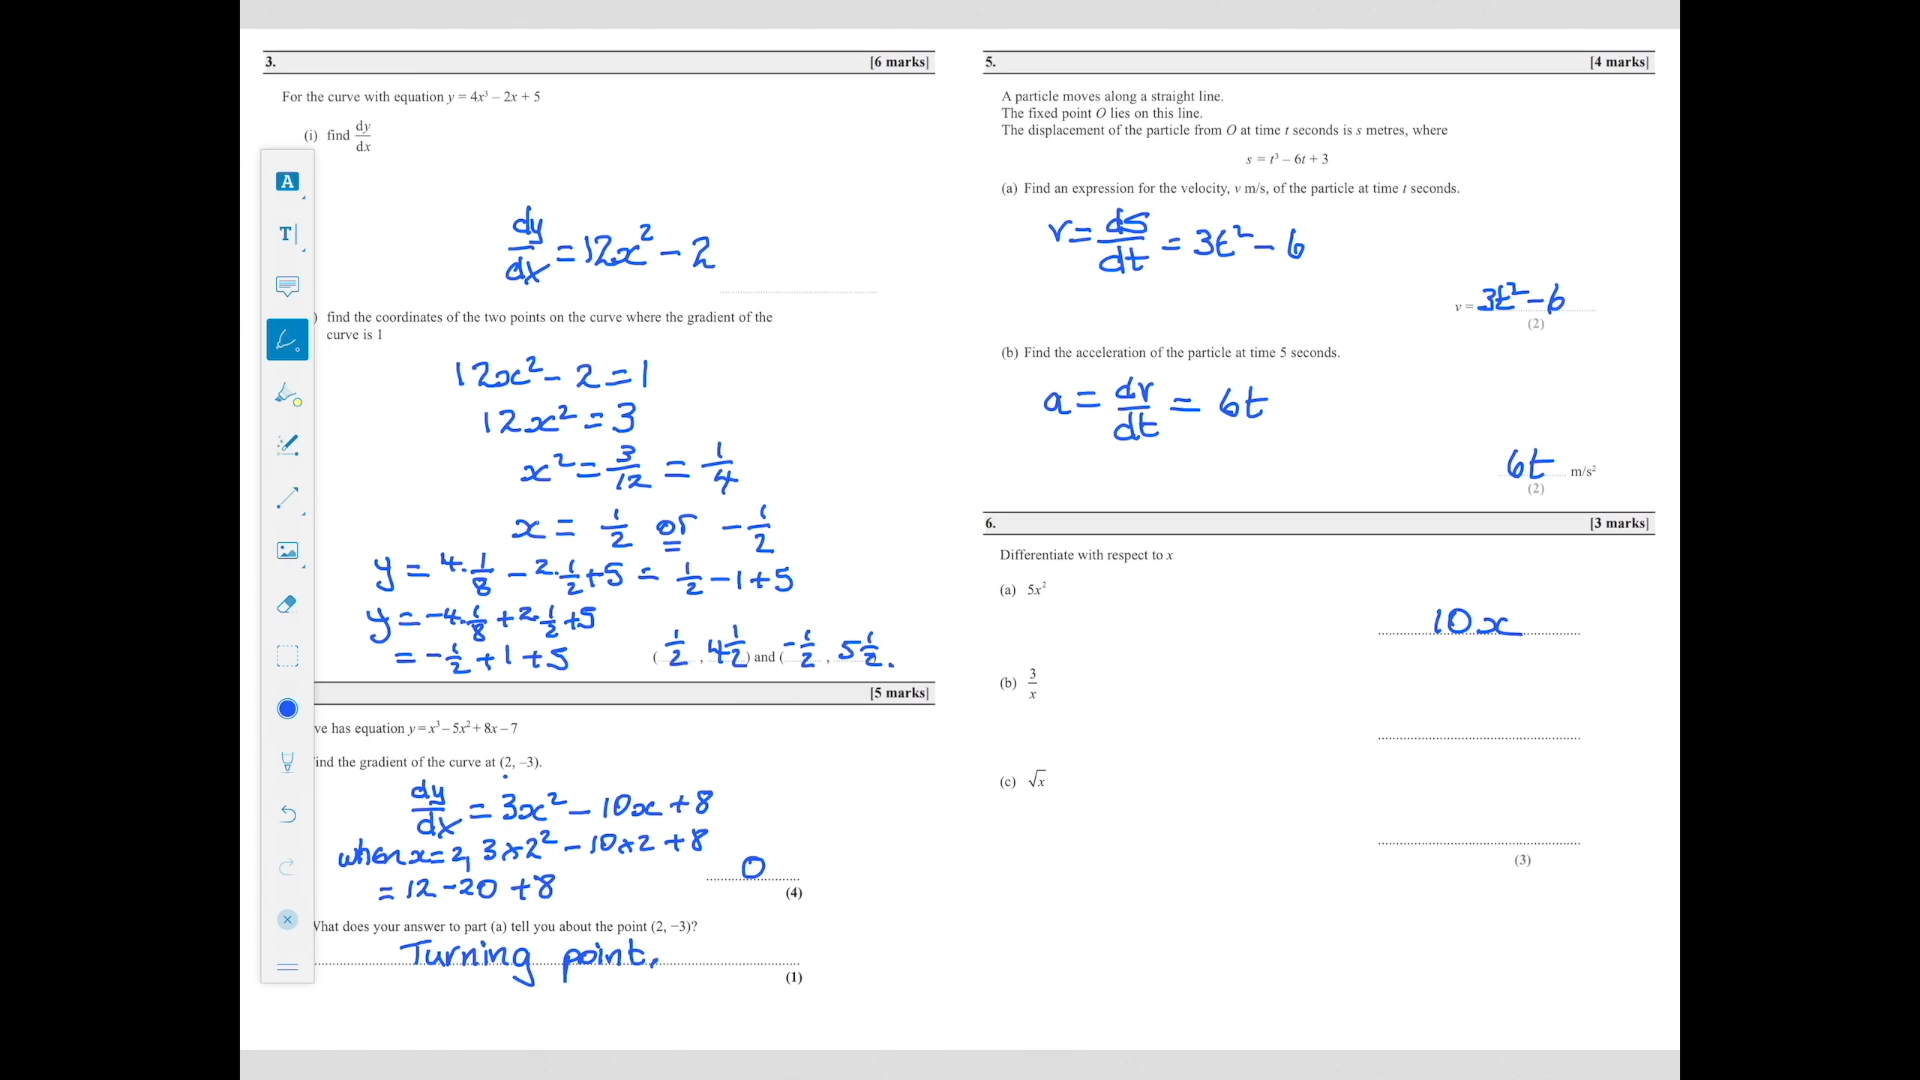 3. [6 marks]
For the curve with equation y = 4x³ – 2x + 5
(i) find dy/dx
dy/dx = 12x² – 2
) find the coordinates of the two points on the curve where the gradient of the
curve is 1
12x² – 2 = 1
12x² = 3
x² = 3/12 = 1/4
x = 1/2 or –1/2
y = 4·1/8 – 2·1/2 + 5 = 1/2 – 1 + 5
y = –4·1/8 + 2·1/2 + 5
= –1/2 + 1 + 5
(1/2, 4 1/2) and (–1/2, 5 1/2.
[5 marks]
ve has equation y = x³ – 5x² + 8x – 7
ind the gradient of the curve at (2, –3).
dy/dx = 3x² – 10x + 8
when x = 2, 3×2² – 10×2 + 8
= 12 – 20 + 8
0
(4)
What does your answer to part (a) tell you about the point (2, –3)?
Turning point.
(1)
5. [4 marks]
A particle moves along a straight line.
The fixed point O lies on this line.
The displacement of the particle from O at time t seconds is s metres, where
s = t³ – 6t + 3
(a) Find an expression for the velocity, v m/s, of the particle at time t seconds.
v = ds/dt = 3t² – 6
v = 3t² – 6
(2)
(b) Find the acceleration of the particle at time 5 seconds.
a = dv/dt = 6t
6t m/s²
(2)
6. [3 marks]
Differentiate with respect to x
(a) 5x²
10x
(b) 3/x
(c) √x
(3)
A
T